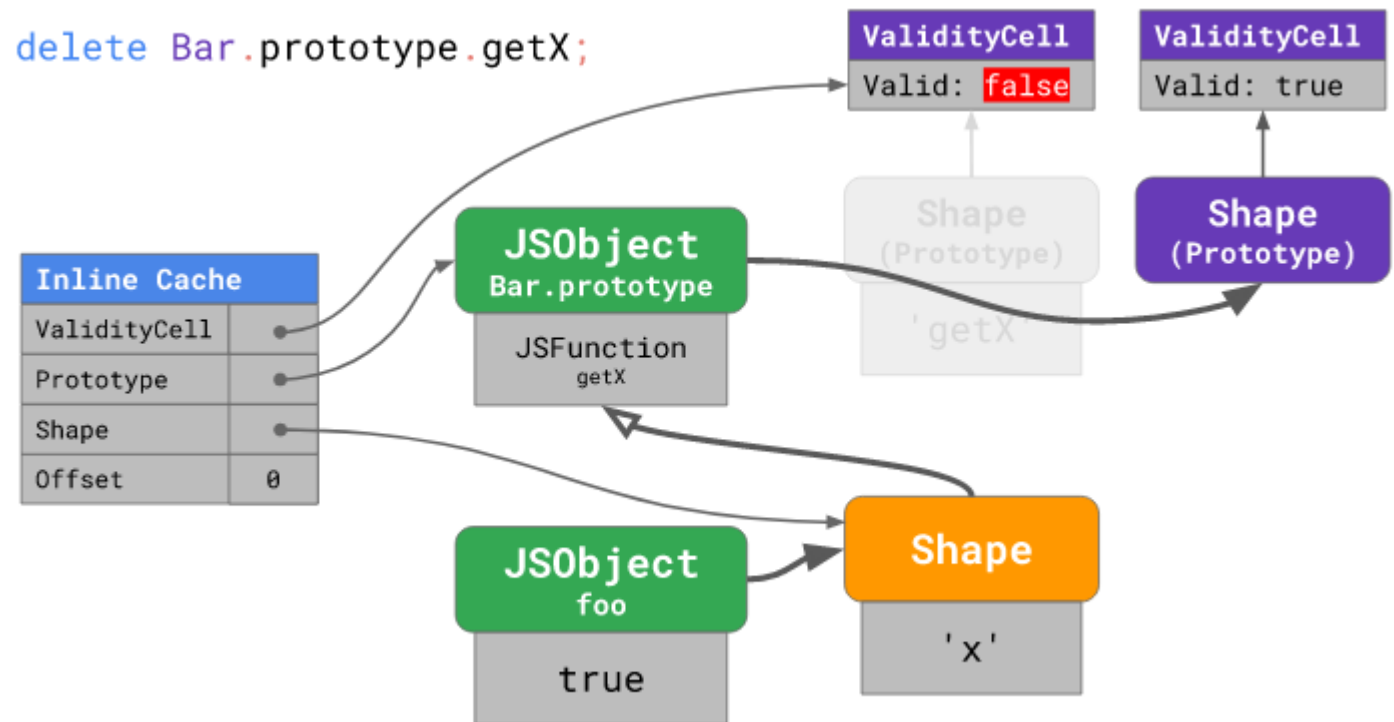 delete Bar.prototype.getX;
ValidityCell
Valid: false
ValidityCell
Valid: true
Shape
(Prototype)
'getX'
Shape
(Prototype)
JSObject
Bar.prototype
JSFunction
getX
Inline Cache
ValidityCell
Prototype
Shape
Offset 0
JSObject
foo
true
Shape
'x'